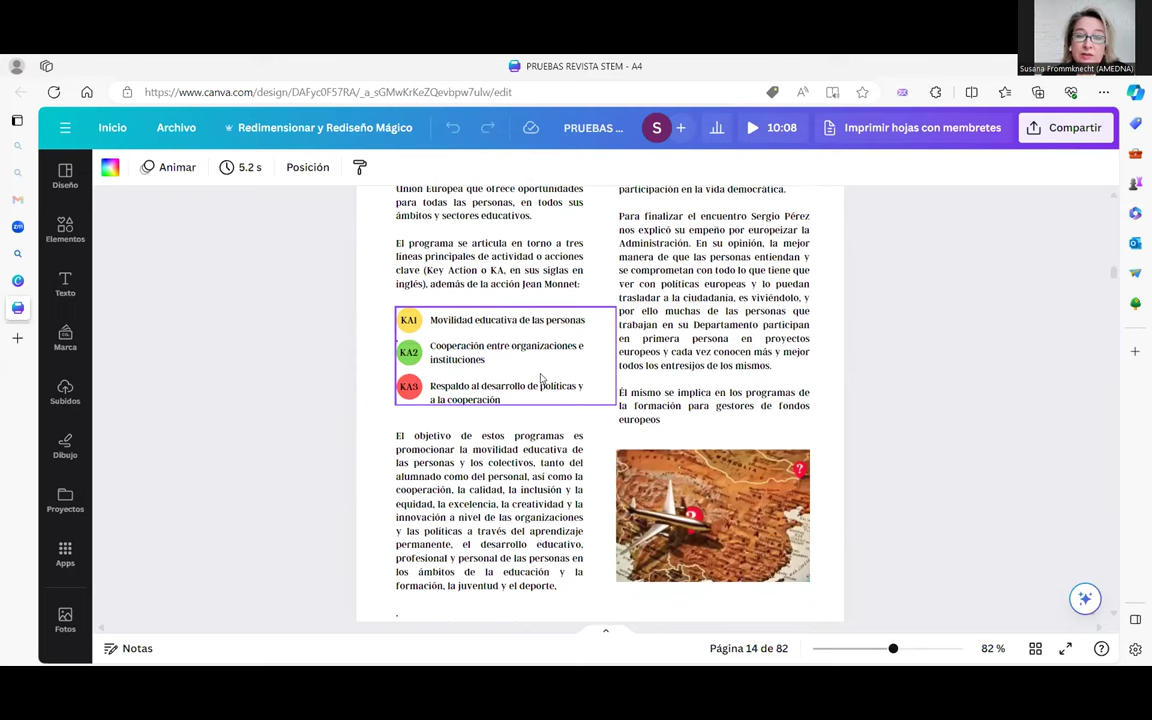 Susana Frommknecht (AMEDNA)
PRUEBAS REVISTA STEM - A4
https://www.canva.com/design/DAFyc0F57RA/_a_sGMwKrKeZQevbpw7ulw/edit
Inicio
Archivo
Redimensionar y Rediseño Mágico
PRUEBAS ...
S
10:08
Imprimir hojas con membretes
Compartir
Animar
5.2 s
Posición
Diseño
Elementos
Texto
Marca
Subidos
Dibujo
Proyectos
Apps
Fotos
Unión Europea que ofrece oportunidades
para todas las personas, en todos sus
ámbitos y sectores educativos.
El programa se articula en torno a tres
líneas principales de actividad o acciones
clave (Key Action o KA, en sus siglas en
inglés), además de la acción Jean Monnet:
KA1 Movilidad educativa de las personas
KA2 Cooperación entre organizaciones e
instituciones
KA3 Respaldo al desarrollo de políticas y
a la cooperación
El objetivo de estos programas es
promocionar la movilidad educativa de
las personas y los colectivos, tanto del
alumnado como del personal, así como la
cooperación, la calidad, la inclusión y la
equidad, la excelencia, la creatividad y la
innovación a nivel de las organizaciones
y las políticas a través del aprendizaje
permanente, el desarrollo educativo,
profesional y personal de las personas en
los ámbitos de la educación y la
formación, la juventud y el deporte,
.
participación en la vida democrática.
Para finalizar el encuentro Sergio Pérez
nos explicó su empeño por europeizar la
Administración. En su opinión, la mejor
manera de que las personas entiendan y
se comprometan con todo lo que tiene que
ver con políticas europeas y lo puedan
trasladar a la ciudadanía, es viviéndolo, y
por ello muchas de las personas que
trabajan en su Departamento participan
en primera persona en proyectos
europeos y cada vez conocen más y mejor
todos los entresijos de los mismos.
Él mismo se implica en los programas de
la formación para gestores de fondos
europeos
?
?
Notas
Página 14 de 82
82 %